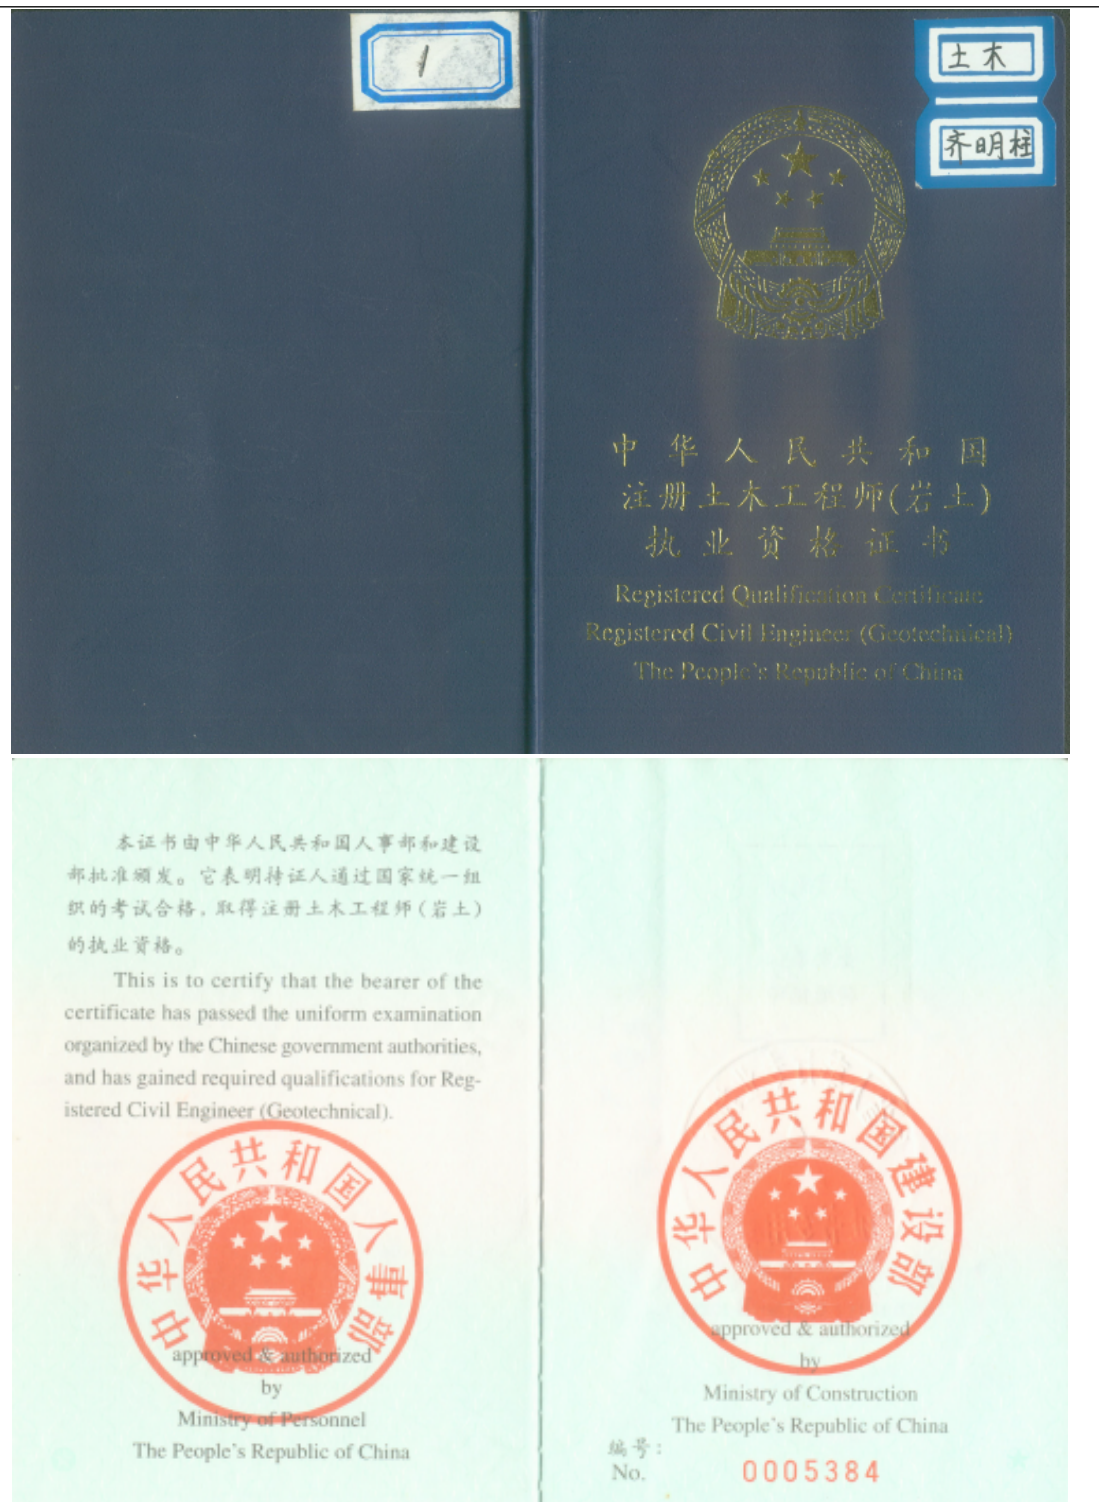 1
土木
齐明柱
中华人民共和国
注册土木工程师(岩土)
执业资格证书
Registered Qualification Certificate
Registered Civil Engineer (Geotechnical)
The People's Republic of China
本证书由中华人民共和国人事部和建设
部批准颁发。它表明持证人通过国家统一组
织的考试合格，取得注册土木工程师(岩土)
的执业资格。
This is to certify that the bearer of the
certificate has passed the uniform examination
organized by the Chinese government authorities,
and has gained required qualifications for Reg-
istered Civil Engineer (Geotechnical).
中华人民共和国人事部
approved & authorized
by
Ministry of Personnel
The People's Republic of China
中华人民共和国建设部
approved & authorized
by
Ministry of Construction
The People's Republic of China
编号：
No. 0005384